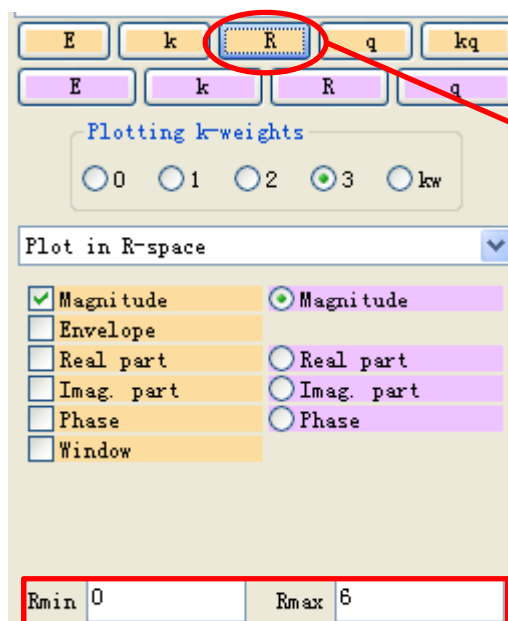 E k R q kq
E k R q
Plotting k-weights
0 1 2 3 kw
Plot in R-space
Magnitude Magnitude
Envelope
Real part Real part
Imag. part Imag. part
Phase Phase
Window
Rmin 0 Rmax 6